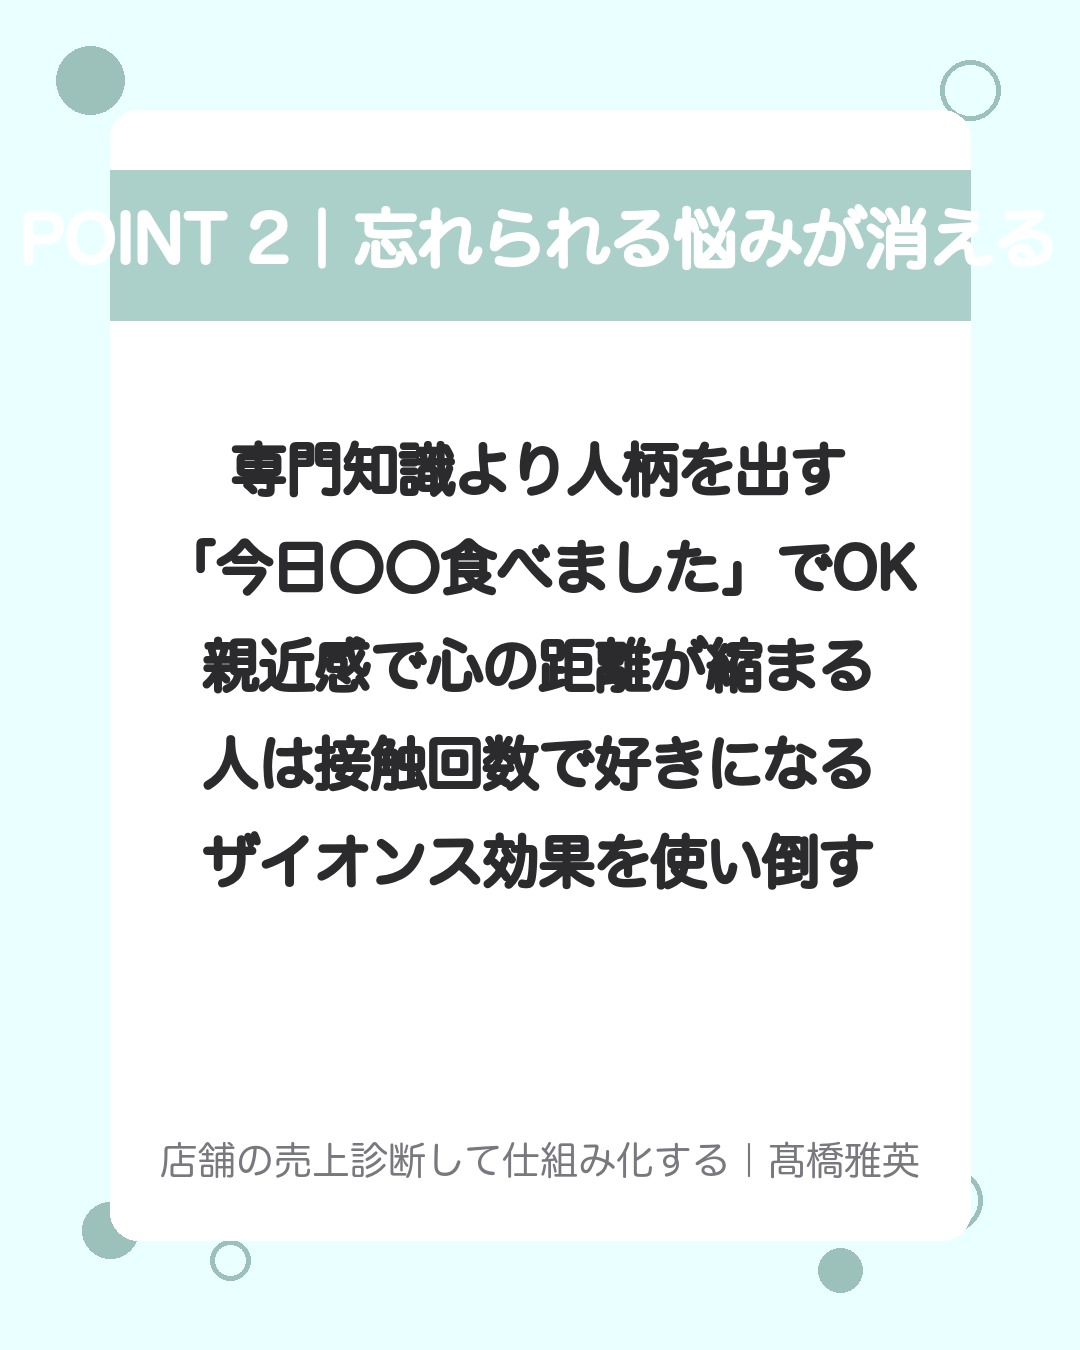 POINT 2｜忘れられる悩みが消える
専門知識より人柄を出す
「今日〇〇食べました」でOK
親近感で心の距離が縮まる
人は接触回数で好きになる
ザイオンス効果を使い倒す
店舗の売上診断して仕組み化する｜髙橋雅英